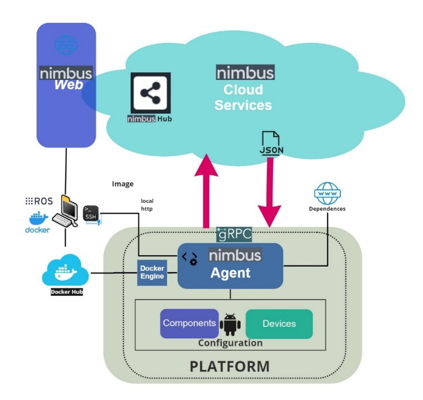 nimbus
Web
nimbus Hub
nimbus
Cloud
Services
JSON
Image
local
http
ROS
docker
SSH
WWW
Dependences
gRPC
nimbus
Agent
Docker
Engine
Docker Hub
Components
Devices
Configuration
PLATFORM